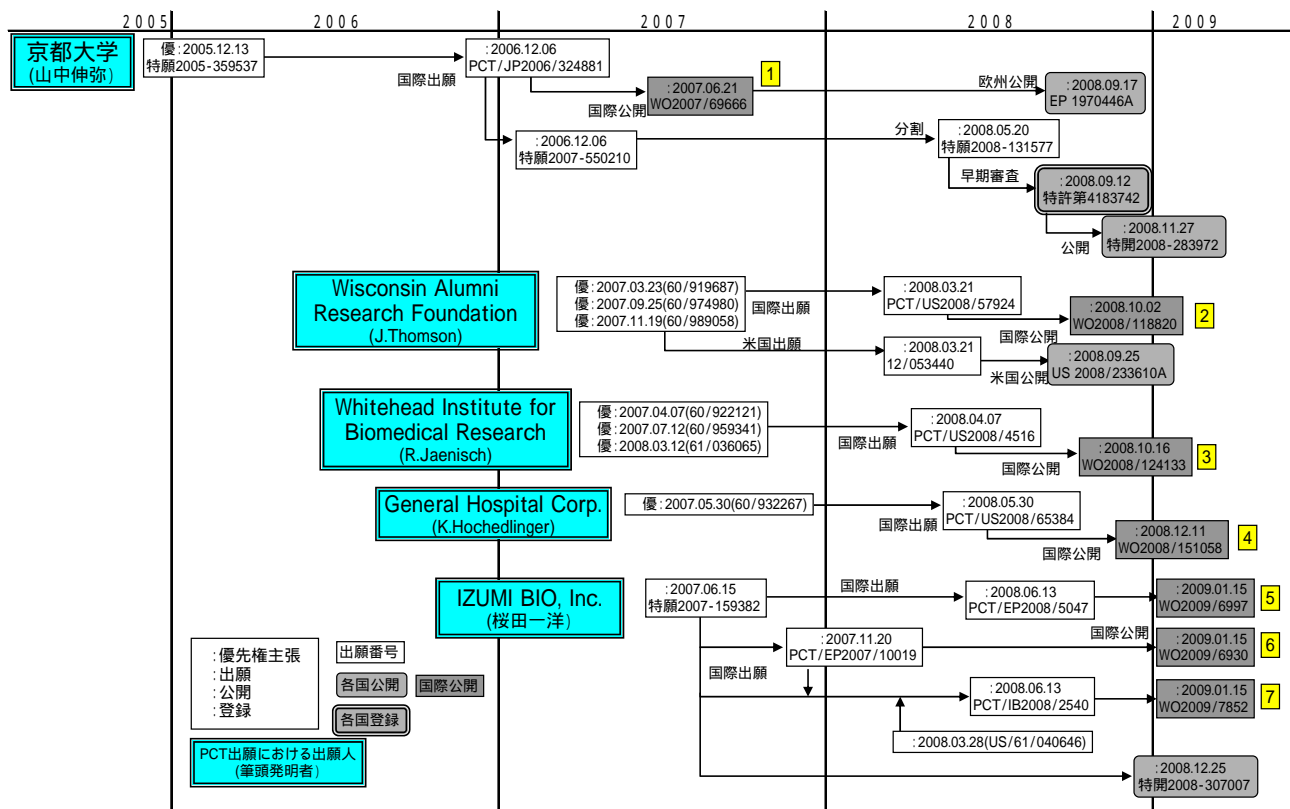 2005
2006
2007
2008
2009
京都大学
(山中伸弥)
優:2005.12.13
特願2005-359537
国際出願
:2006.12.06
PCT/JP2006/324881
国際公開
:2007.06.21
WO2007/69666
1
欧州公開
:2008.09.17
EP 1970446A
:2006.12.06
特願2007-550210
分割
:2008.05.20
特願2008-131577
早期審査
:2008.09.12
特許第4183742
公開
:2008.11.27
特開2008-283972
Wisconsin Alumni
Research Foundation
(J.Thomson)
優:2007.03.23(60/919687)
優:2007.09.25(60/974980)
優:2007.11.19(60/989058)
国際出願
:2008.03.21
PCT/US2008/57924
国際公開
:2008.10.02
WO2008/118820
2
米国出願
:2008.03.21
12/053440
米国公開
:2008.09.25
US 2008/233610A
Whitehead Institute for
Biomedical Research
(R.Jaenisch)
優:2007.04.07(60/922121)
優:2007.07.12(60/959341)
優:2008.03.12(61/036065)
国際出願
:2008.04.07
PCT/US2008/4516
国際公開
:2008.10.16
WO2008/124133
3
General Hospital Corp.
(K.Hochedlinger)
優:2007.05.30(60/932267)
国際出願
:2008.05.30
PCT/US2008/65384
国際公開
:2008.12.11
WO2008/151058
4
IZUMI BIO, Inc.
(桜田一洋)
:2007.06.15
特願2007-159382
国際出願
:2008.06.13
PCT/EP2008/5047
:2009.01.15
WO2009/6997
5
国際出願
:2007.11.20
PCT/EP2007/10019
国際公開
:2009.01.15
WO2009/6930
6
:2008.06.13
PCT/IB2008/2540
:2009.01.15
WO2009/7852
7
:2008.03.28(US/61/040646)
:2008.12.25
特開2008-307007
:優先権主張
:出願
:公開
:登録
出願番号
各国公開
国際公開
各国登録
PCT出願における出願人
(筆頭発明者)